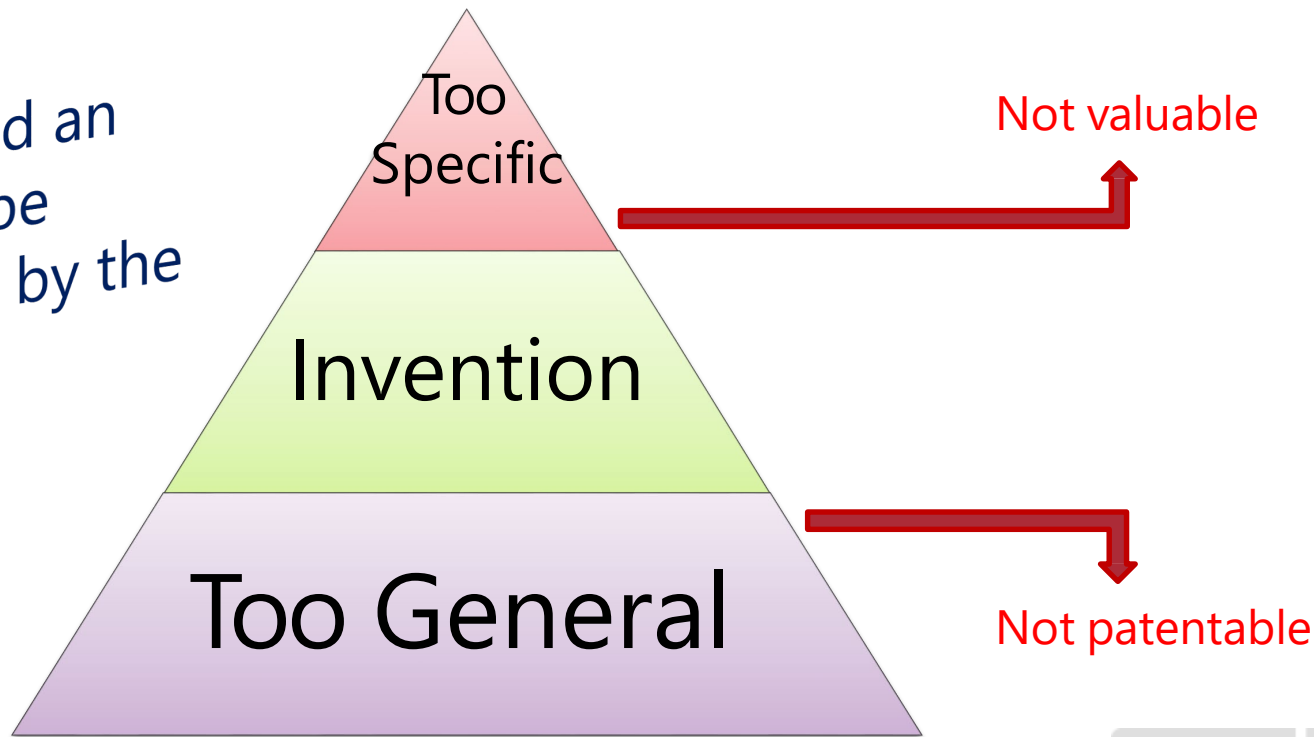 d an
be
by the
Too
Specific
Invention
Too General
Not valuable
Not patentable